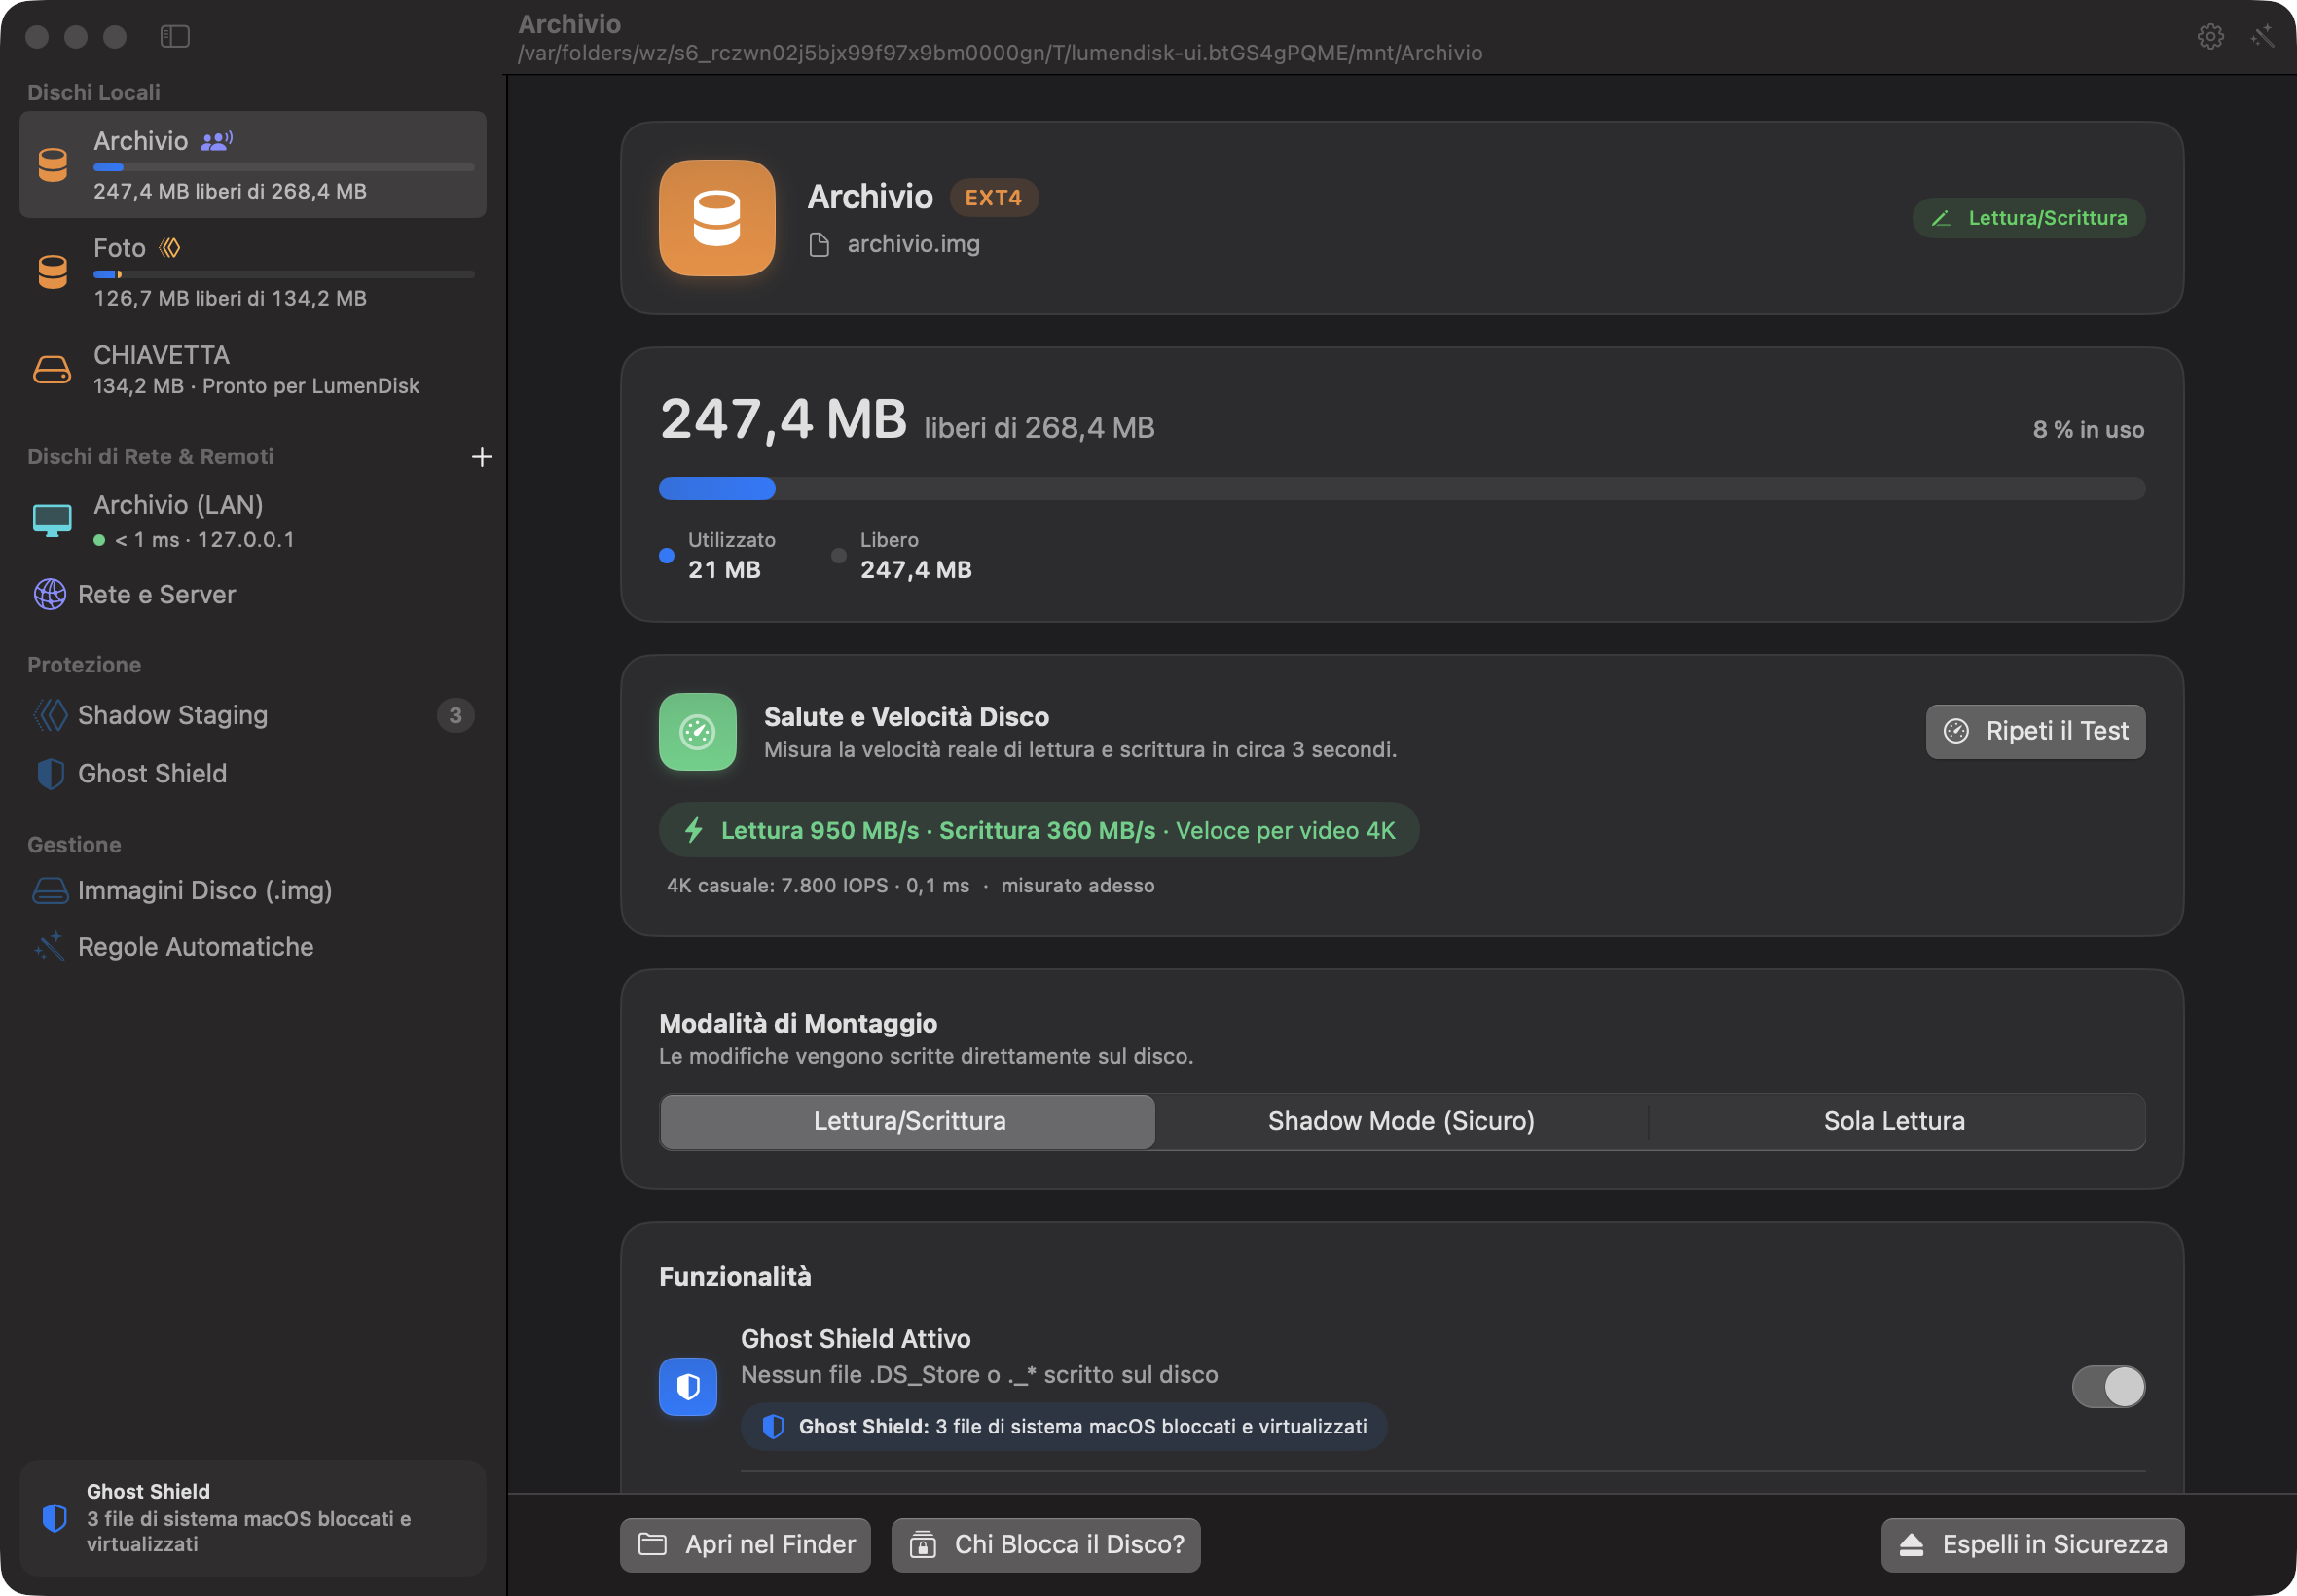 Archivio
/var/folders/wz/s6_rczwn02j5bjx99f97x9bm0000gn/T/lumendisk-ui.btGS4gPQME/mnt/Archivio
Dischi Locali
Archivio
247,4 MB liberi di 268,4 MB
Foto
126,7 MB liberi di 134,2 MB
CHIAVETTA
134,2 MB · Pronto per LumenDisk
Dischi di Rete & Remoti
Archivio (LAN)
< 1 ms · 127.0.0.1
Rete e Server
Protezione
Shadow Staging
3
Ghost Shield
Gestione
Immagini Disco (.img)
Regole Automatiche
Ghost Shield
3 file di sistema macOS bloccati e
virtualizzati
Archivio EXT4
archivio.img
Lettura/Scrittura
247,4 MB liberi di 268,4 MB
8 % in uso
Utilizzato
21 MB
Libero
247,4 MB
Salute e Velocità Disco
Misura la velocità reale di lettura e scrittura in circa 3 secondi.
Ripeti il Test
Lettura 950 MB/s · Scrittura 360 MB/s · Veloce per video 4K
4K casuale: 7.800 IOPS · 0,1 ms · misurato adesso
Modalità di Montaggio
Le modifiche vengono scritte direttamente sul disco.
Lettura/Scrittura
Shadow Mode (Sicuro)
Sola Lettura
Funzionalità
Ghost Shield Attivo
Nessun file .DS_Store o ._* scritto sul disco
Ghost Shield: 3 file di sistema macOS bloccati e virtualizzati
Apri nel Finder
Chi Blocca il Disco?
Espelli in Sicurezza